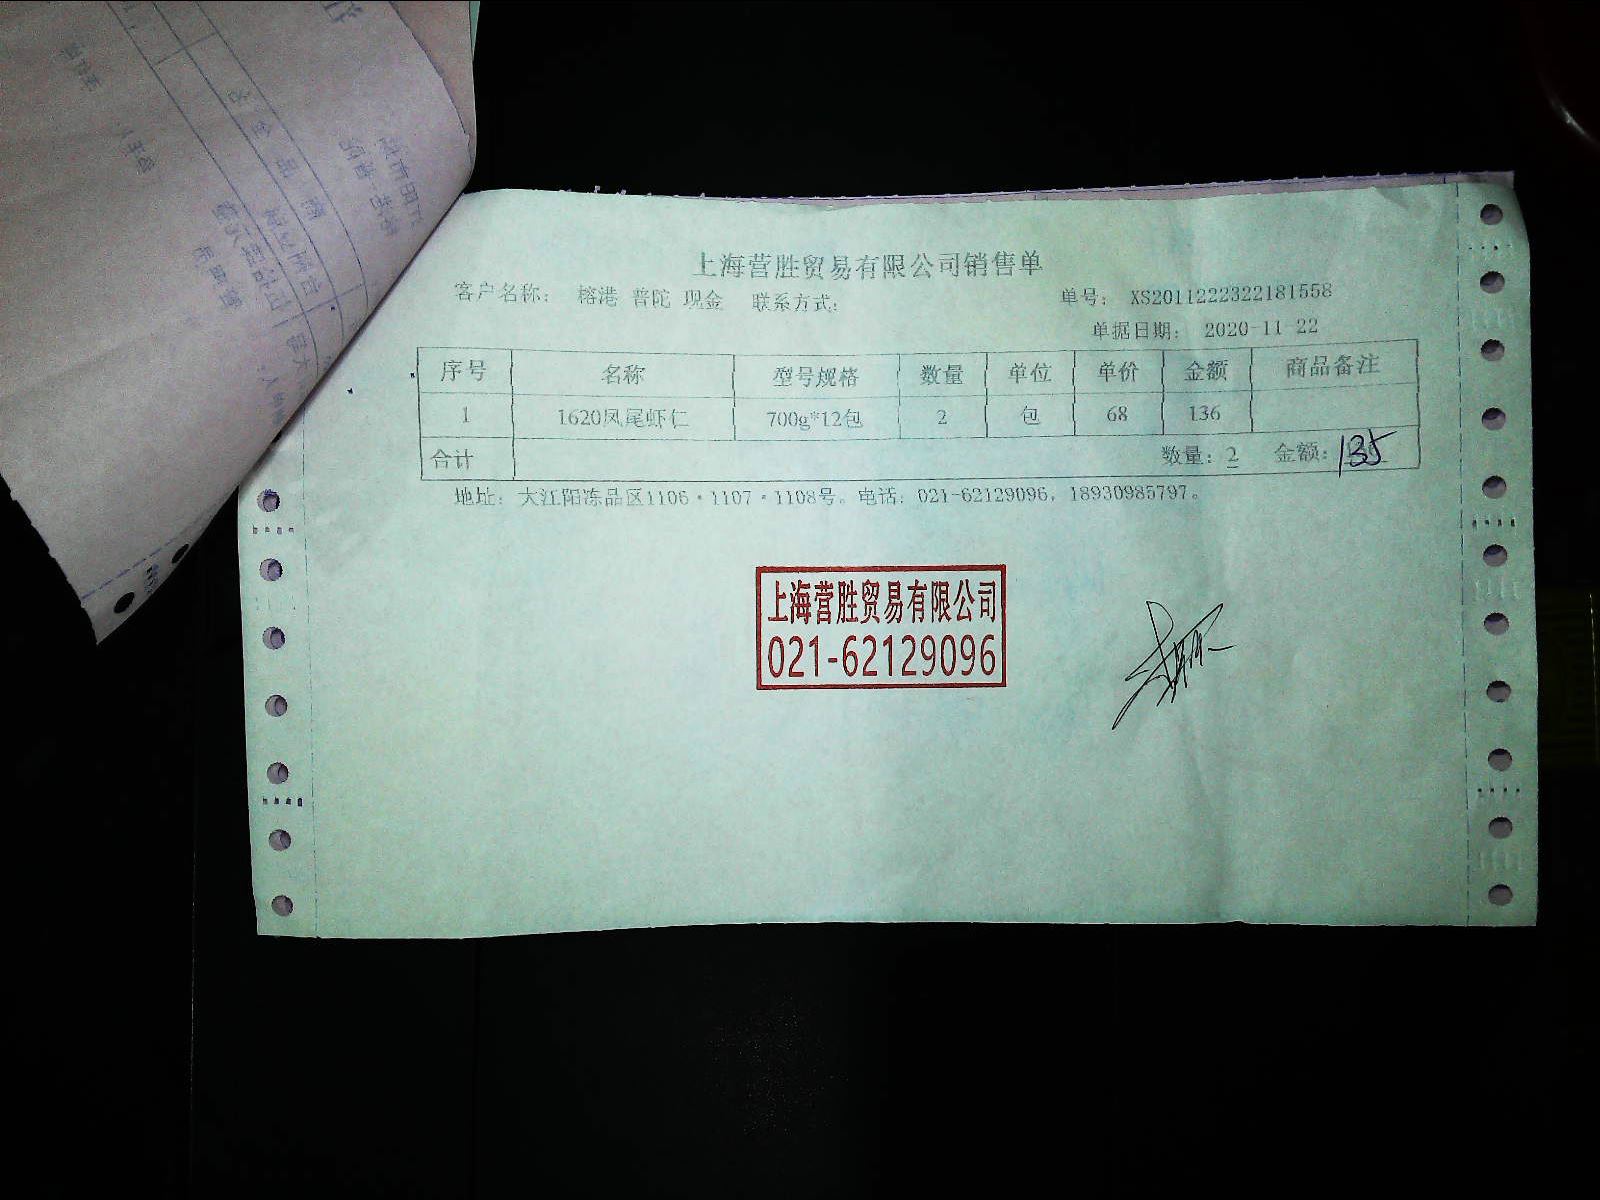 上海营胜贸易有限公司销售单
客户名称： 榕港 普陀 现金 联系方式： 单号： XS2011222322181558
单据日期： 2020-11-22
序号 名称 型号规格 数量 单位 单价 金额 商品备注
1 1620凤尾虾仁 700g*12包 2 包 68 136
合计 数量：2 金额：135
地址： 大江阳冻品区1106·1107·1108号。电话：021-62129096，18930985797。
上海营胜贸易有限公司
021-62129096